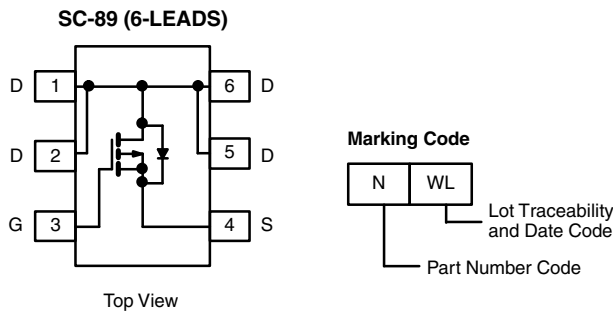 SC-89 (6-LEADS)
D 1 6 D
D 2 5 D
G 3 4 S
Top View
Marking Code
N WL
Lot Traceability
and Date Code
Part Number Code